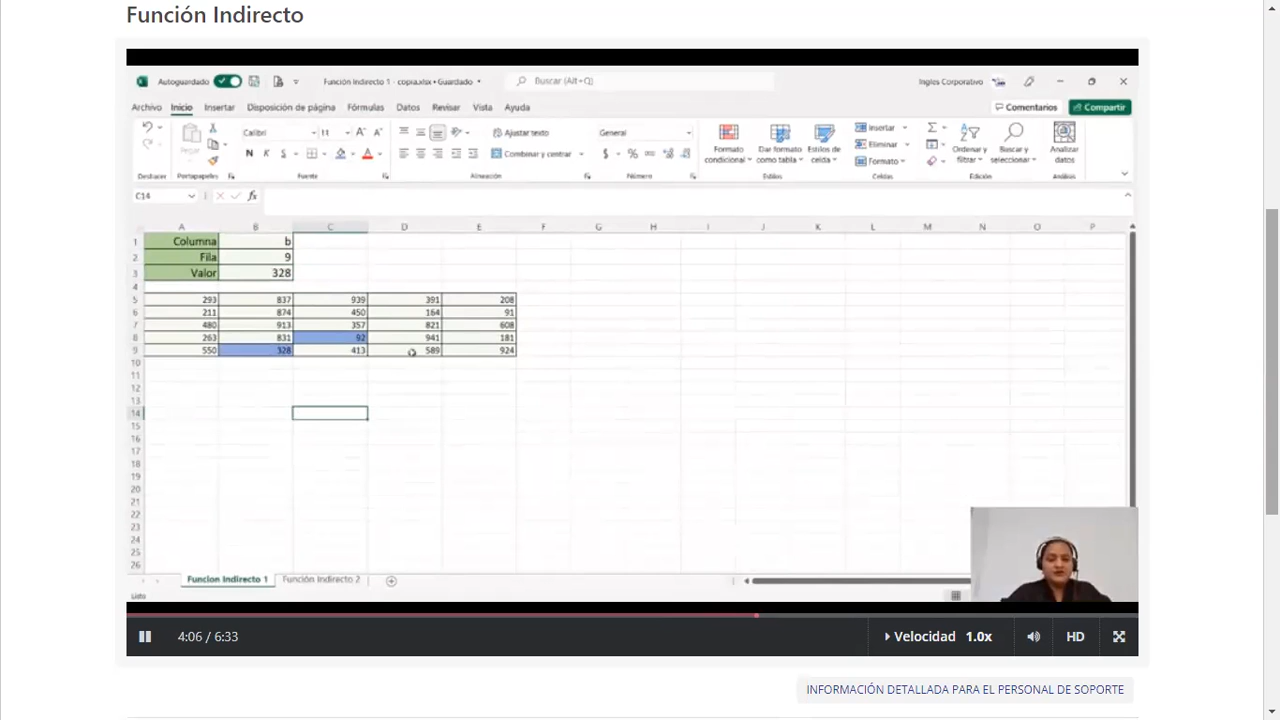 Función Indirecto
Autoguardado Función Indirecto 1 - copia.xlsx • Guardado Buscar (Alt+Q) Ingles Corporativo
Archivo Inicio Insertar Disposición de página Fórmulas Datos Revisar Vista Ayuda Comentarios Compartir
Calibri 11 Ajustar texto General Insertar
Pegar N K S Combinar y centrar $ % 000 Formato condicional Dar formato como tabla Estilos de celda Eliminar Ordenar y filtrar Buscar y seleccionar Analizar datos
Formato
Deshacer Portapapeles Fuente Alineación Número Estilos Celdas Edición Análisis
C14 fx
A B C D E F G H I J K L M N O P
1 Columna b
2 Fila 9
3 Valor 328
4
5 293 837 939 391 208
6 211 874 450 164 91
7 480 913 357 821 608
8 263 831 92 941 181
9 550 328 413 589 924
10
11
12
13
14
15
16
17
18
19
20
21
22
23
24
25
26
Funcion Indirecto 1 Función Indirecto 2
Listo
4:06 / 6:33 Velocidad 1.0x HD
INFORMACIÓN DETALLADA PARA EL PERSONAL DE SOPORTE